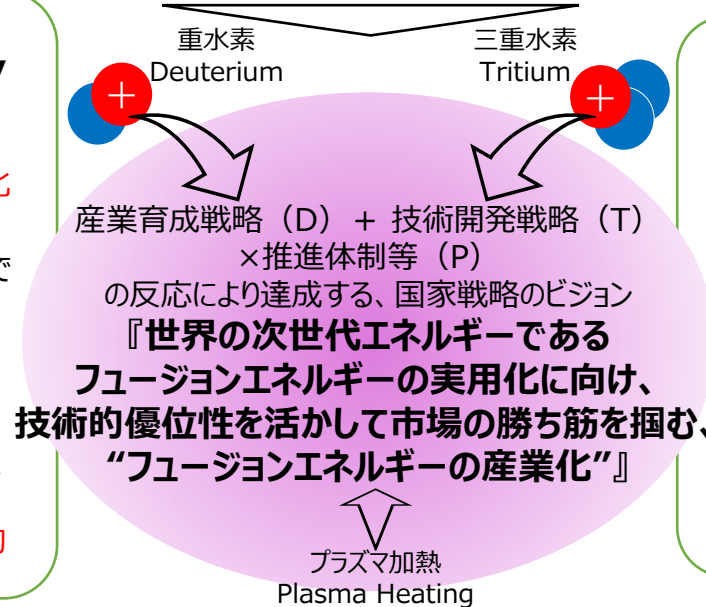 重水素
Deuterium
三重水素
Tritium
+
+
産業育成戦略（D）+ 技術開発戦略（T）
×推進体制等（P）
の反応により達成する、国家戦略のビジョン
『世界の次世代エネルギーである
フュージョンエネルギーの実用化に向け、
技術的優位性を活かして市場の勝ち筋を掴む、
“フュージョンエネルギーの産業化”』
プラズマ加熱
Plasma Heating
で